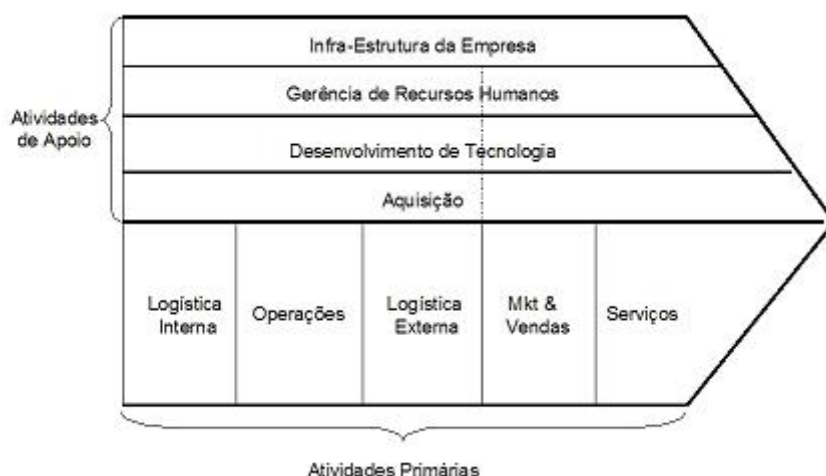 Infra-Estrutura da Empresa
Gerência de Recursos Humanos
Atividades
de Apoio
Desenvolvimento de Tecnologia
Aquisição
Logística
Interna
Operações
Logística
Externa
Mkt &
Vendas
Serviços
Atividades Primárias